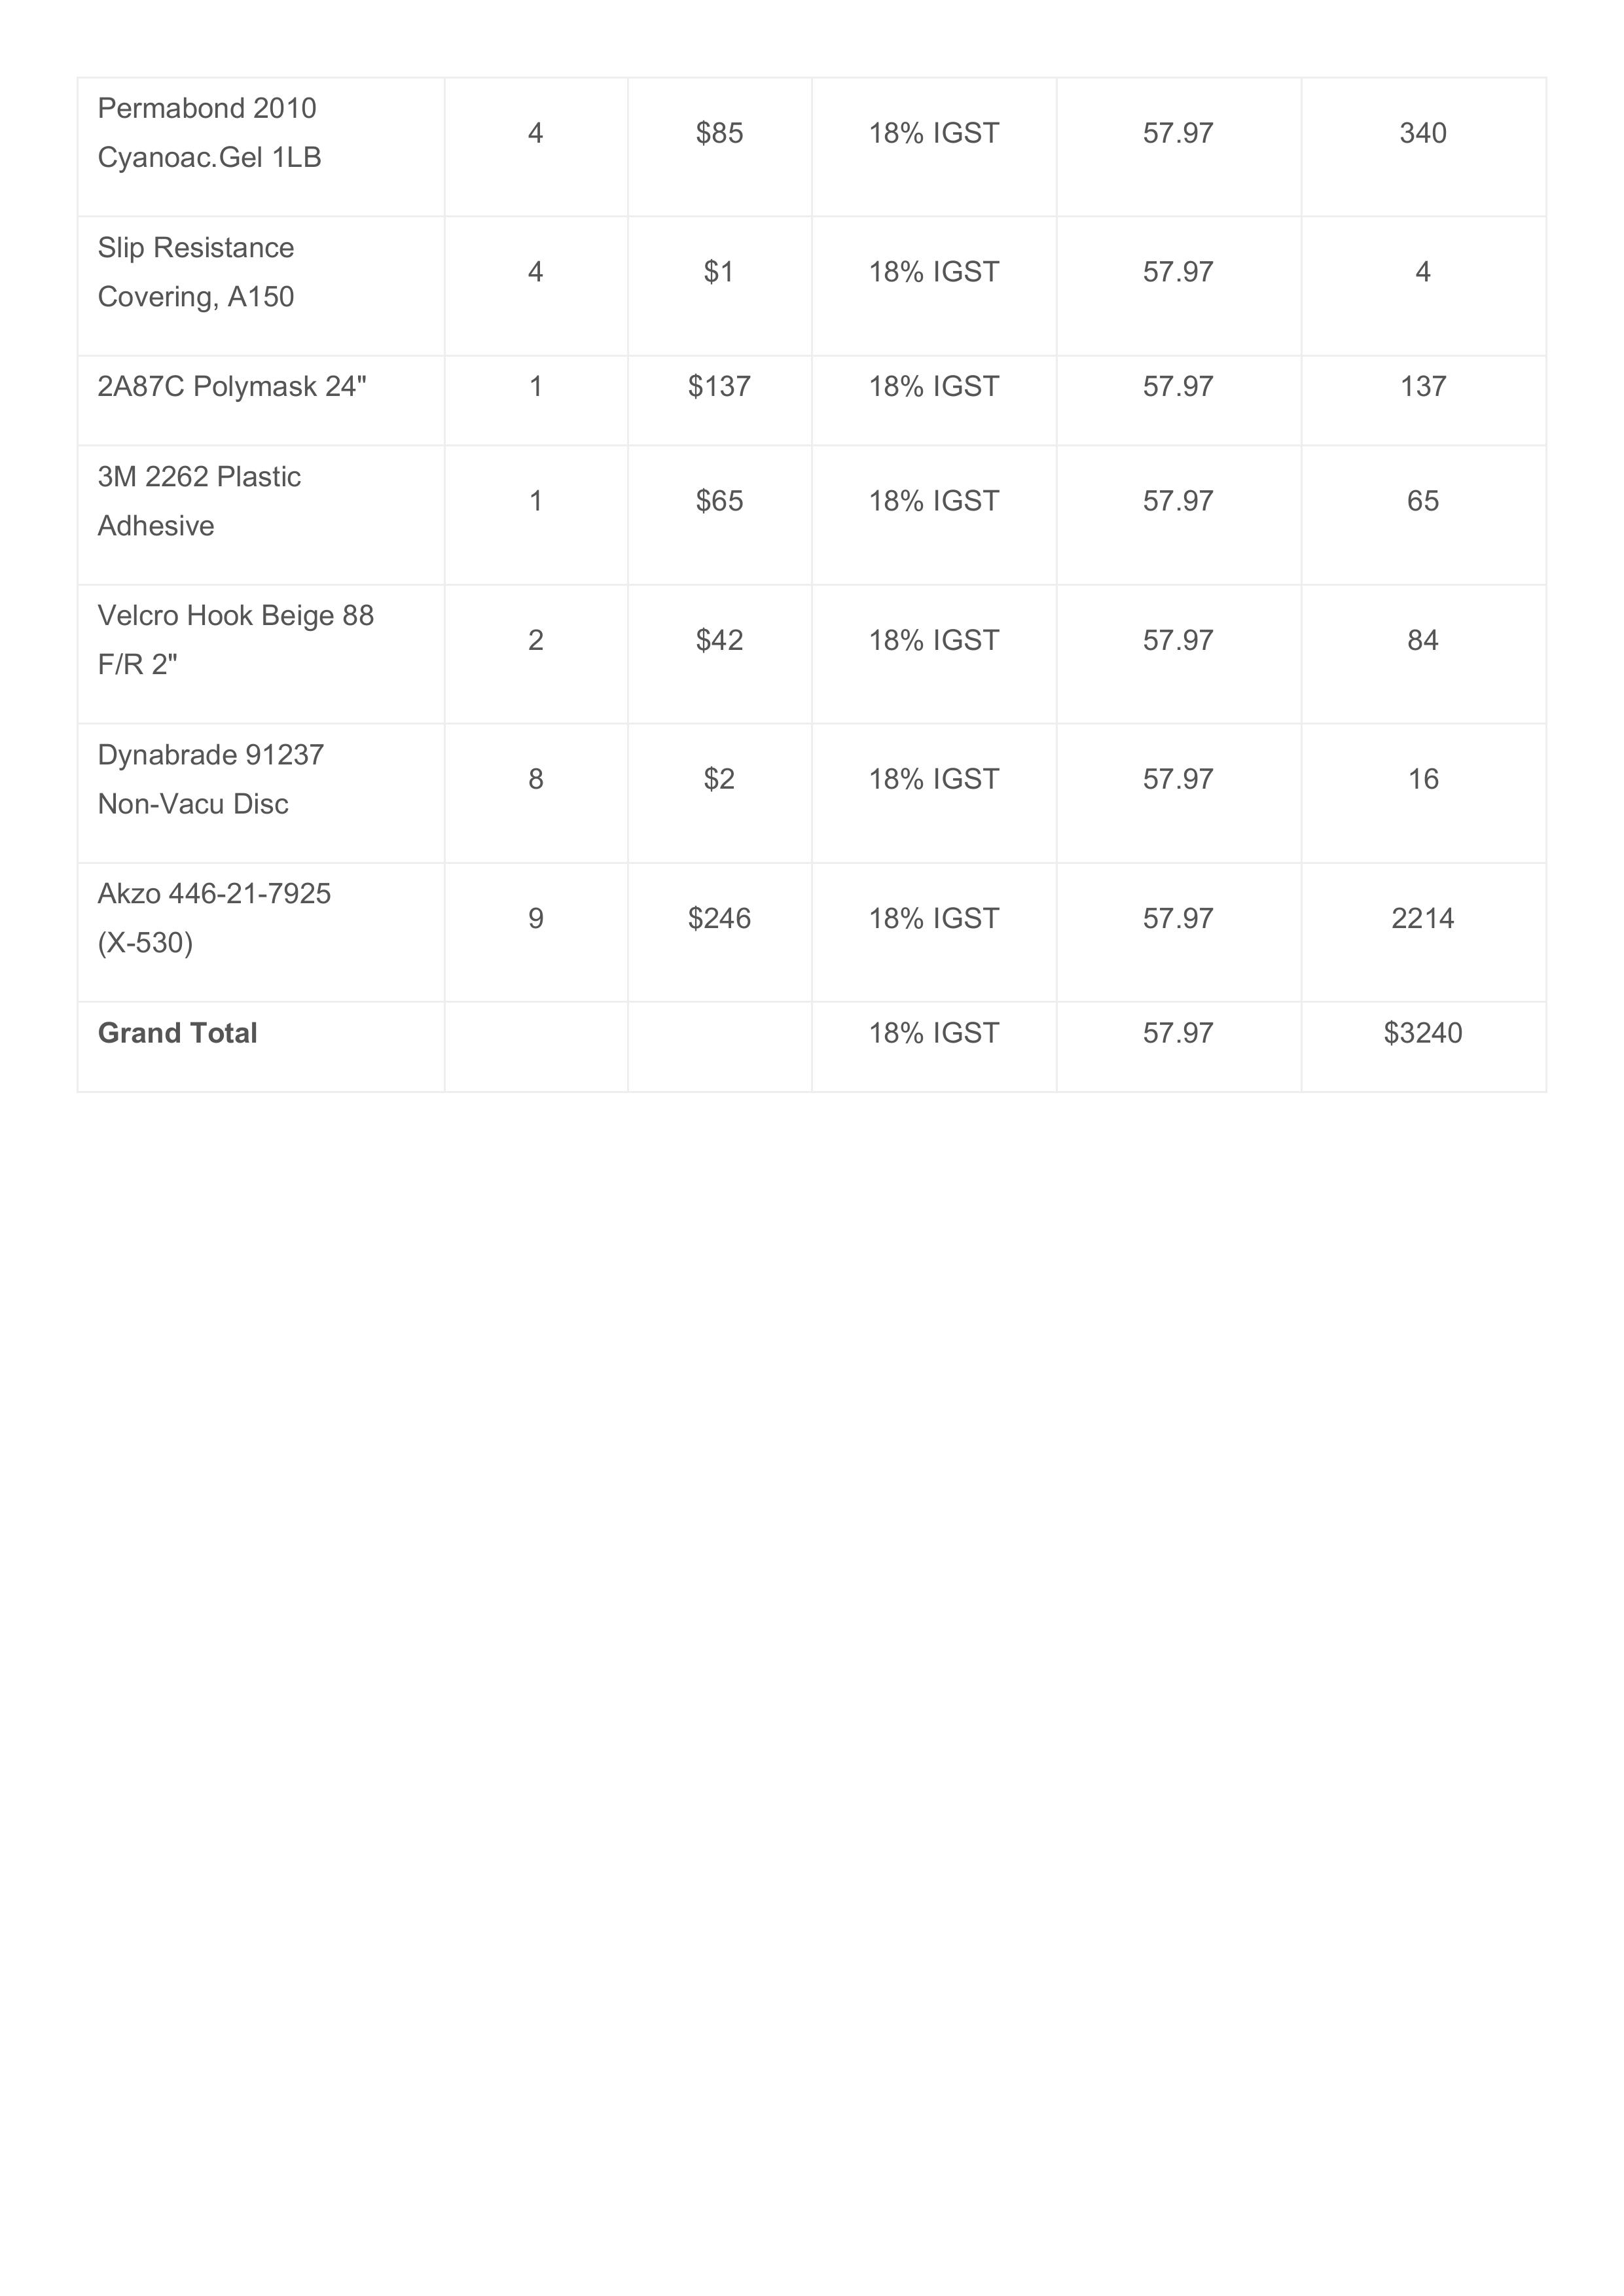 Permabond 2010
Cyanoac.Gel 1LB
4 $85 18% IGST 57.97 340
Slip Resistance
Covering, A150
4 $1 18% IGST 57.97 4
2A87C Polymask 24" 1 $137 18% IGST 57.97 137
3M 2262 Plastic
Adhesive
1 $65 18% IGST 57.97 65
Velcro Hook Beige 88
F/R 2"
2 $42 18% IGST 57.97 84
Dynabrade 91237
Non-Vacu Disc
8 $2 18% IGST 57.97 16
Akzo 446-21-7925
(X-530)
9 $246 18% IGST 57.97 2214
Grand Total 18% IGST 57.97 $3240